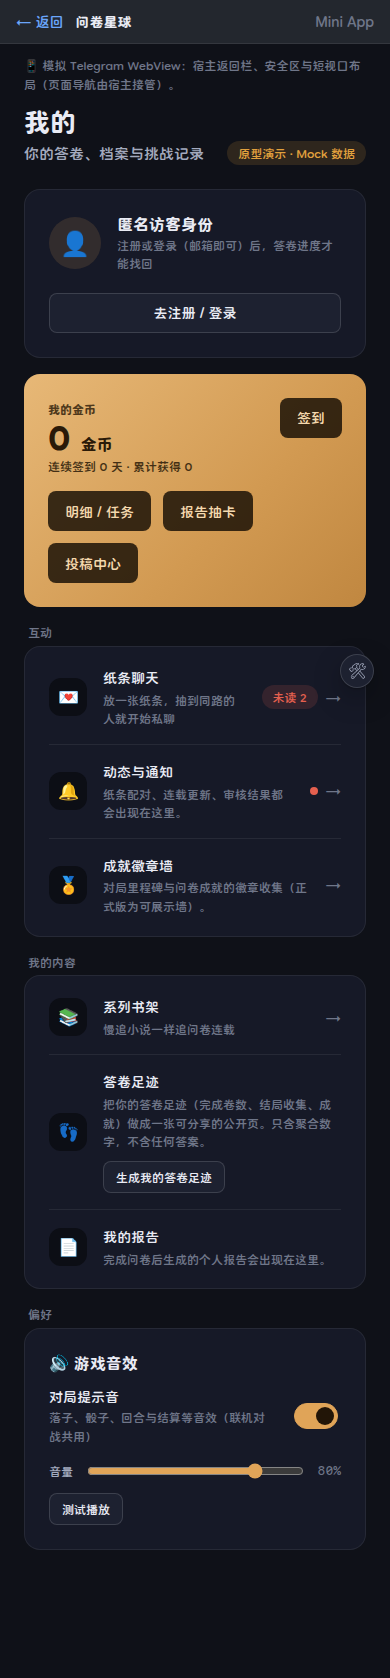 ← 返回 问卷星球 Mini App
📱 模拟 Telegram WebView：宿主返回栏、安全区与短视口布
局（页面导航由宿主接管）。
我的
你的答卷、档案与挑战记录 原型演示 · Mock 数据
匿名访客身份
注册或登录（邮箱即可）后，答卷进度才
能找回
去注册 / 登录
我的金币
0 金币
签到
连续签到 0 天 · 累计获得 0
明细 / 任务 报告抽卡
投稿中心
互动
纸条聊天
放一张纸条，抽到同路的
人就开始私聊
未读 2 →
动态与通知
纸条配对、连载更新、审核结果都
会出现在这里。
→
成就徽章墙
对局里程碑与问卷成就的徽章收集（正
式版为可展示墙）。
→
我的内容
系列书架
慢追小说一样追问卷连载
→
答卷足迹
把你的答卷足迹（完成卷数、结局收集、成
就）做成一张可分享的公开页。只含聚合数
字，不含任何答案。
生成我的答卷足迹
我的报告
完成问卷后生成的个人报告会出现在这里。
偏好
🔊 游戏音效
对局提示音
落子、骰子、回合与结算等音效（联机对
战共用）
音量 80%
测试播放